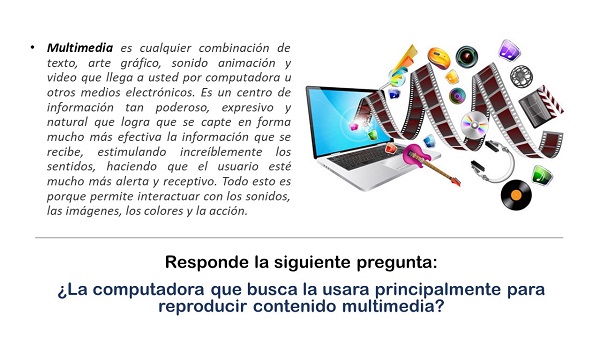 • Multimedia es cualquier combinación de
texto, arte gráfico, sonido animación y
video que llega a usted por computadora u
otros medios electrónicos. Es un centro de
información tan poderoso, expresivo y
natural que logra que se capte en forma
mucho más efectiva la información que se
recibe, estimulando increíblemente los
sentidos, haciendo que el usuario esté
mucho más alerta y receptivo. Todo esto es
porque permite interactuar con los sonidos,
las imágenes, los colores y la acción.
Responde la siguiente pregunta:
¿La computadora que busca la usara principalmente para
reproducir contenido multimedia?